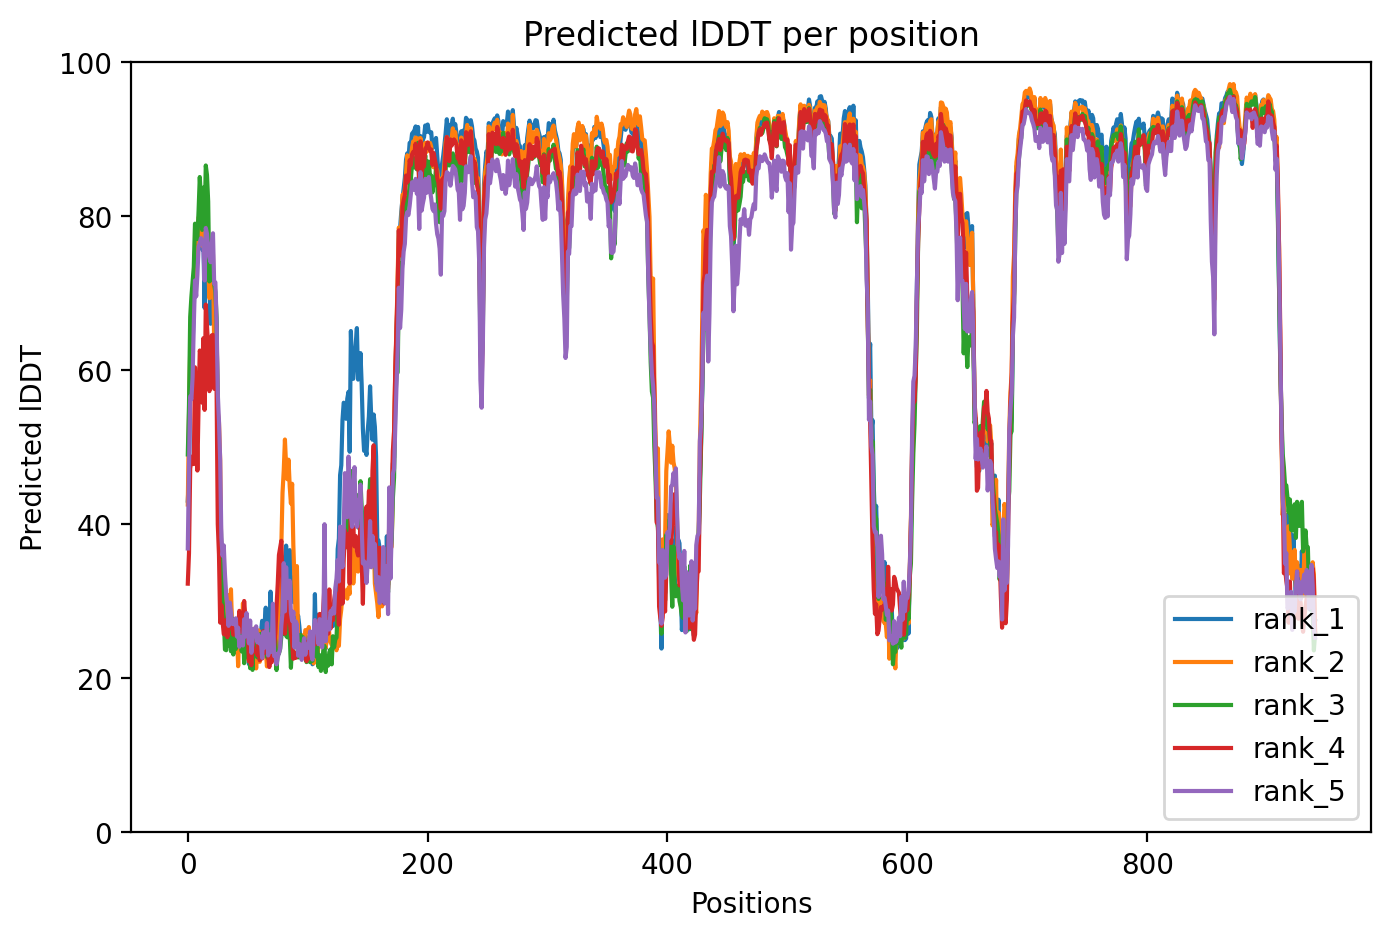 Predicted lDDT per position
100
80
60
40
20
0
Predicted lDDT
0 200 400 600 800
Positions
rank_1
rank_2
rank_3
rank_4
rank_5